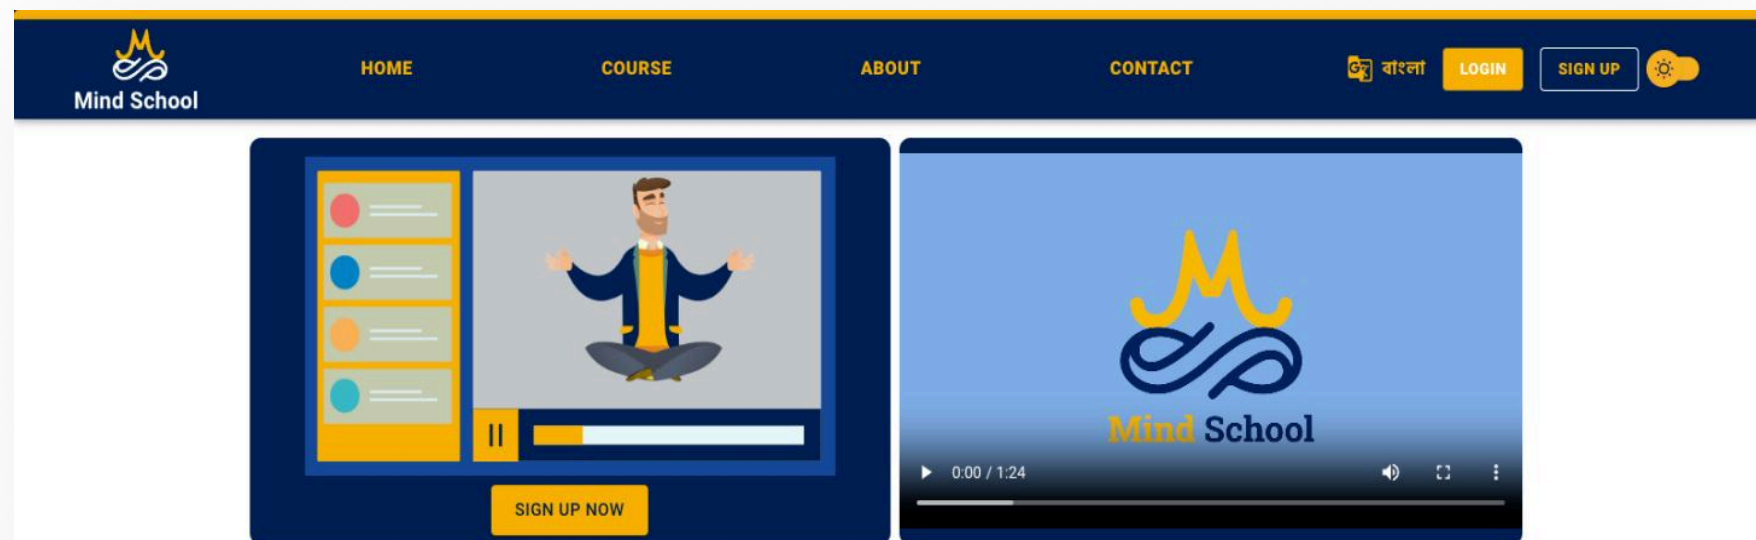 Mind School
HOME
COURSE
ABOUT
CONTACT
বাংলা
LOGIN
SIGN UP
SIGN UP NOW
Mind School
0:00 / 1:24